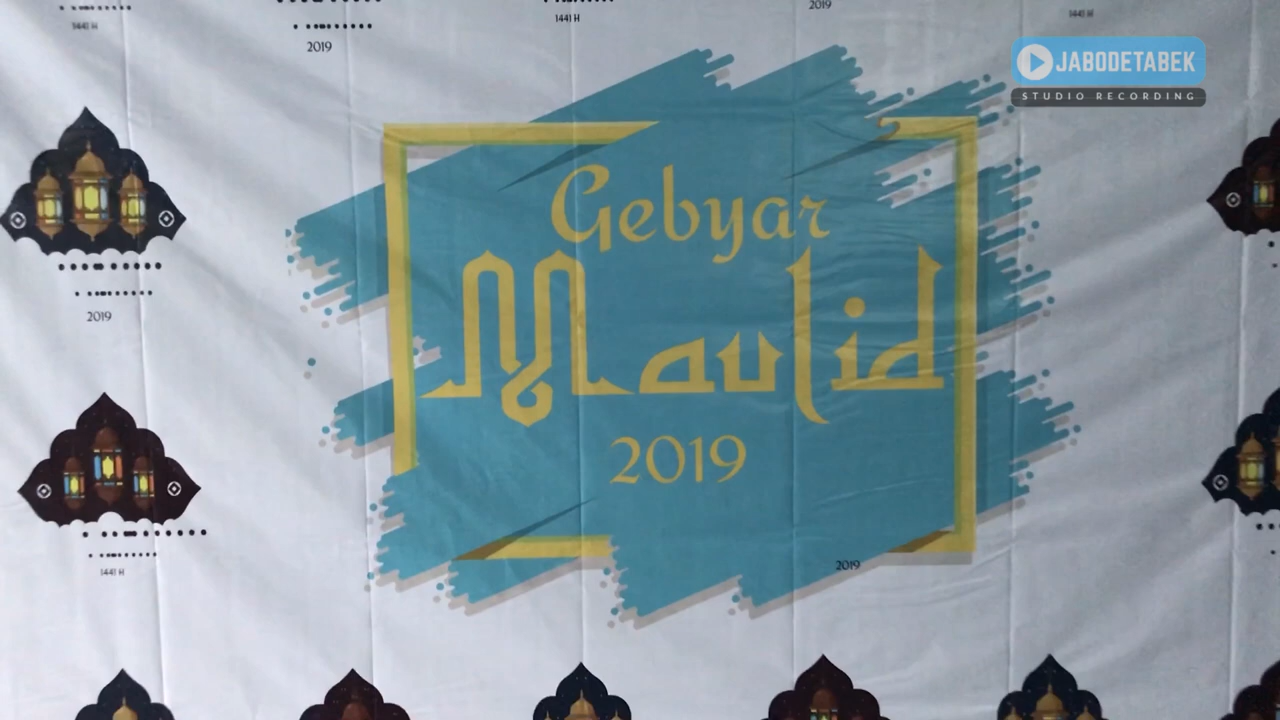 1441 H
2019
1441 H
2019
1441 H
JABODETABEK
STUDIO RECORDING
Gebyar
Maulid
2019
2019
1441 H
2019